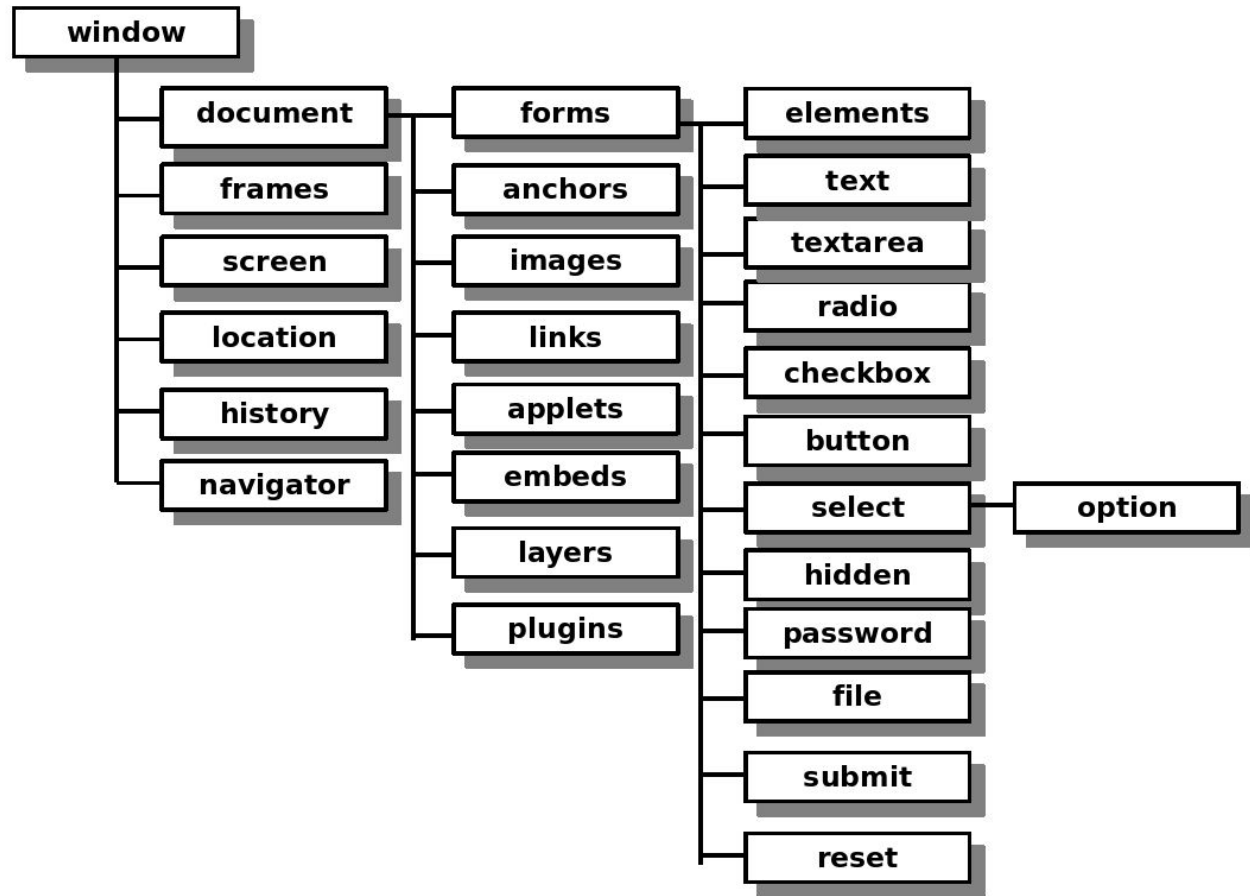 window
document
frames
screen
location
history
navigator
forms
anchors
images
links
applets
embeds
layers
plugins
elements
text
textarea
radio
checkbox
button
select
hidden
password
file
submit
reset
option